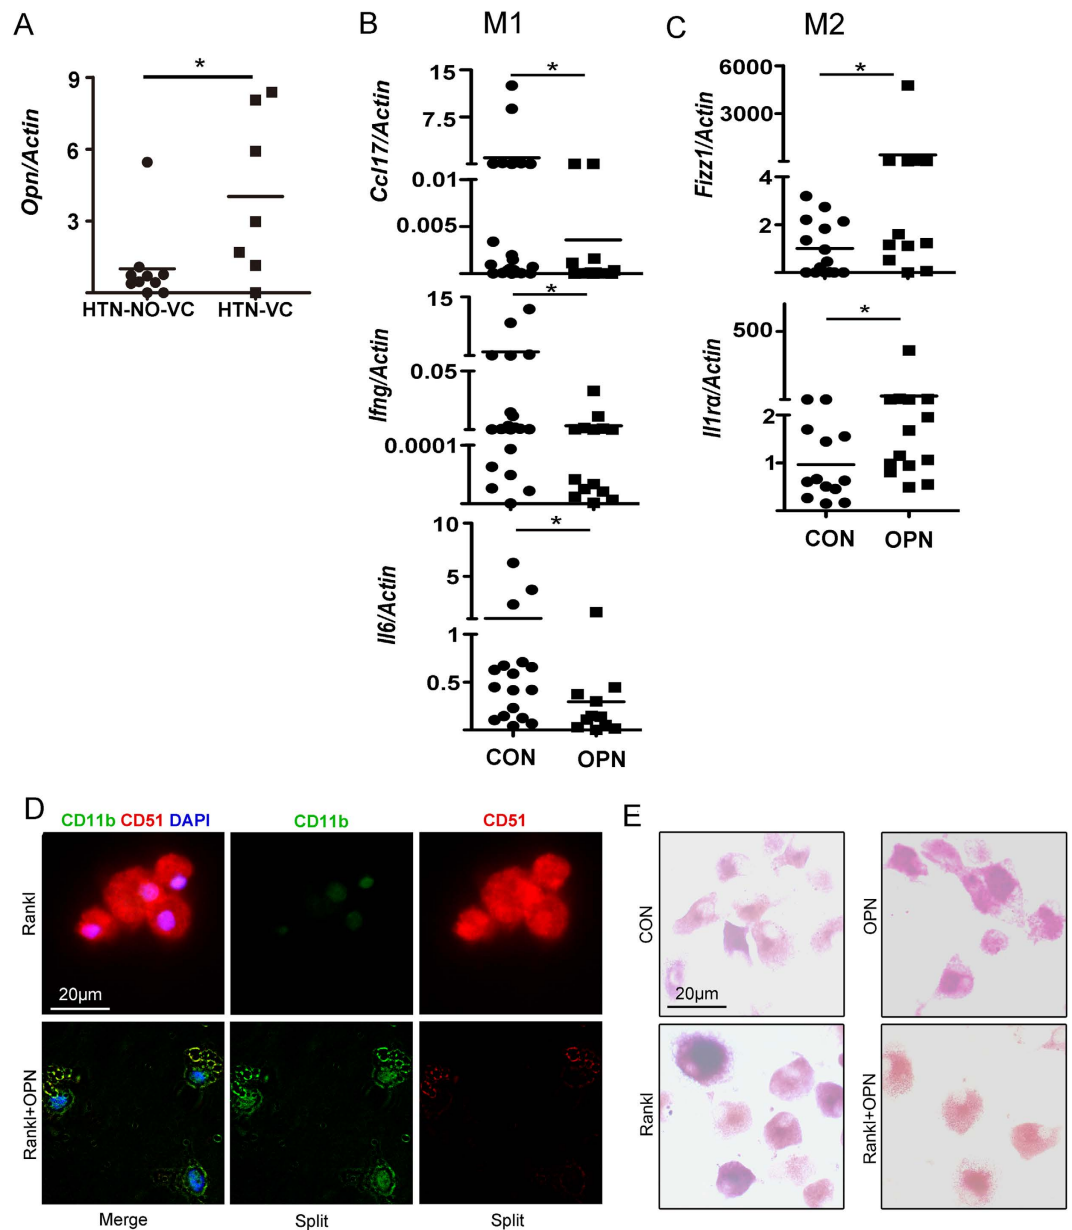 A
B
M1
C
M2
Opn/Actin
9
6
3
*
HTN-NO-VC
HTN-VC
Ccl17/Actin
15
7.5
0.01
0.005
*
Ifng/Actin
15
0.05
0.0001
*
Il6/Actin
10
5
1
0.5
*
CON
OPN
Fizz1/Actin
6000
3000
4
2
*
Il1ra/Actin
500
2
1
*
CON
OPN
D
CD11b CD51 DAPI
CD11b
CD51
Rankl
20μm
Rankl+OPN
Merge
Split
Split
E
CON
20μm
OPN
Rankl
Rankl+OPN